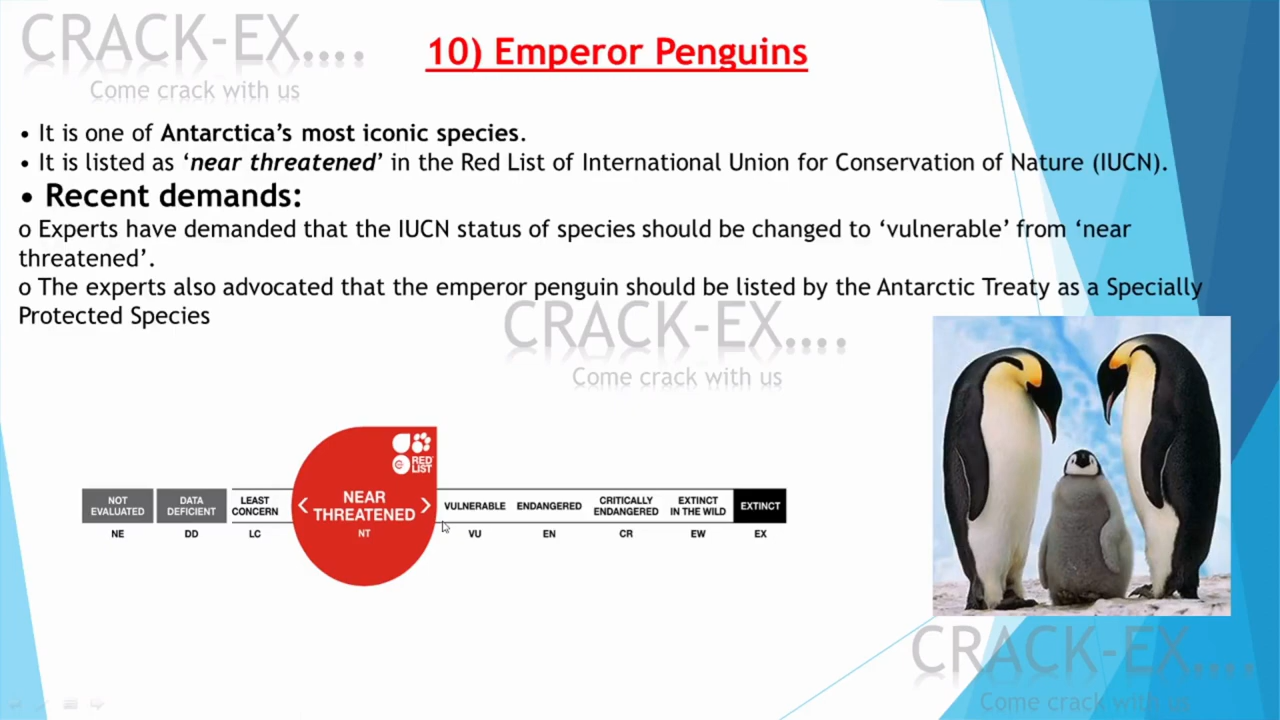 CRACK-EX....
Come crack with us
10) Emperor Penguins
• It is one of Antarctica's most iconic species.
• It is listed as ‘near threatened’ in the Red List of International Union for Conservation of Nature (IUCN).
• Recent demands:
o Experts have demanded that the IUCN status of species should be changed to ‘vulnerable’ from ‘near
threatened’.
o The experts also advocated that the emperor penguin should be listed by the Antarctic Treaty as a Specially
Protected Species
CRACK-EX....
Come crack with us
RED LIST
NOT EVALUATED
DATA DEFICIENT
LEAST CONCERN
< NEAR THREATENED >
VULNERABLE
ENDANGERED
CRITICALLY ENDANGERED
EXTINCT IN THE WILD
EXTINCT
NE
DD
LC
NT
VU
EN
CR
EW
EX
CRACK-EX....
Come crack with us